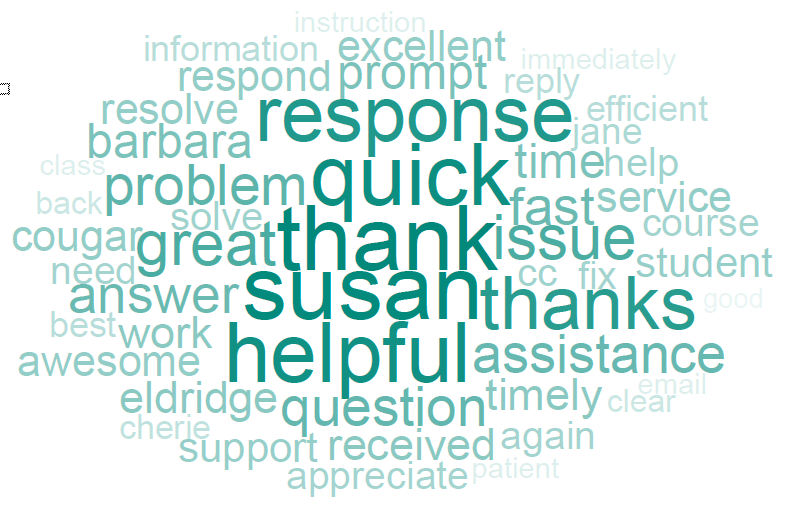 instruction
information excellent immediately
respond prompt reply
resolve response efficient
barbara jane
class quick time help
problem
back solve fast service
cougar great thank issue course
need cc fix student
answer susan thanks good
best work
awesome helpful assistance
email
eldridge question timely clear
cherie
support received again
appreciate patient